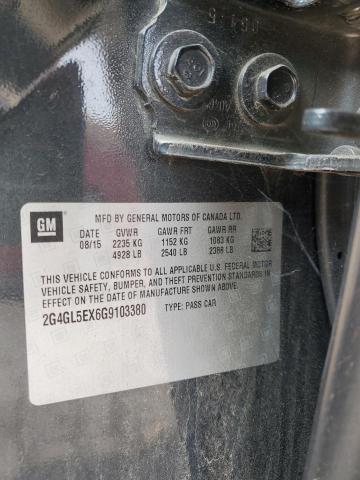 GM
MFD BY GENERAL MOTORS OF CANADA LTD.
DATE GVWR GAWR FRT GAWR RR
08/15 2235 KG 1152 KG 1083 KG
4928 LB 2540 LB 2388 LB
THIS VEHICLE CONFORMS TO ALL APPLICABLE U.S. FEDERAL MOTOR
VEHICLE SAFETY, BUMPER, AND THEFT PREVENTION STANDARDS IN
EFFECT ON THE DATE OF MANUFACTURE SHOWN ABOVE.
2G4GL5EX6G9103380 TYPE: PASS CAR